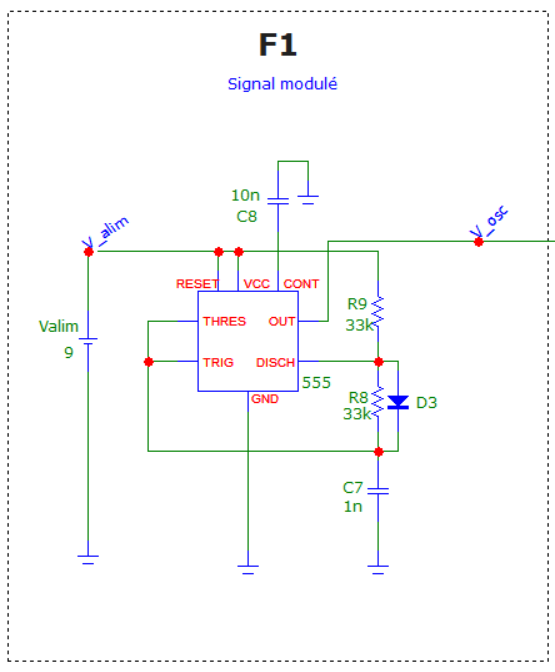 F1
Signal modulé
10n
C8
V_alim
V_osc
RESET
VCC
CONT
R9
33k
THRES
OUT
Valim
9
TRIG
DISCH
555
GND
R8
33k
D3
C7
1n